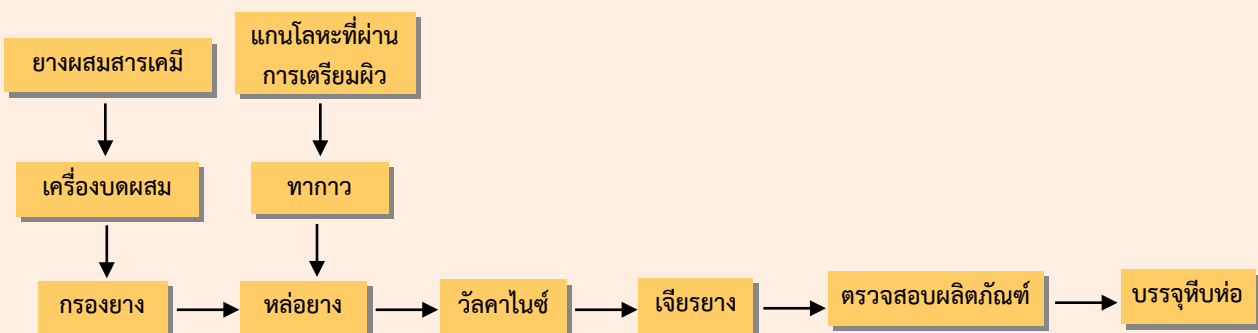 ยางผสมสารเคมี
แกนโลหะที่ผ่าน
การเตรียมผิว
เครื่องบดผสม
ทากาว
กรองยาง
หล่อยาง
วัลคาไนซ์
เจียรยาง
ตรวจสอบผลิตภัณฑ์
บรรจุหีบห่อ